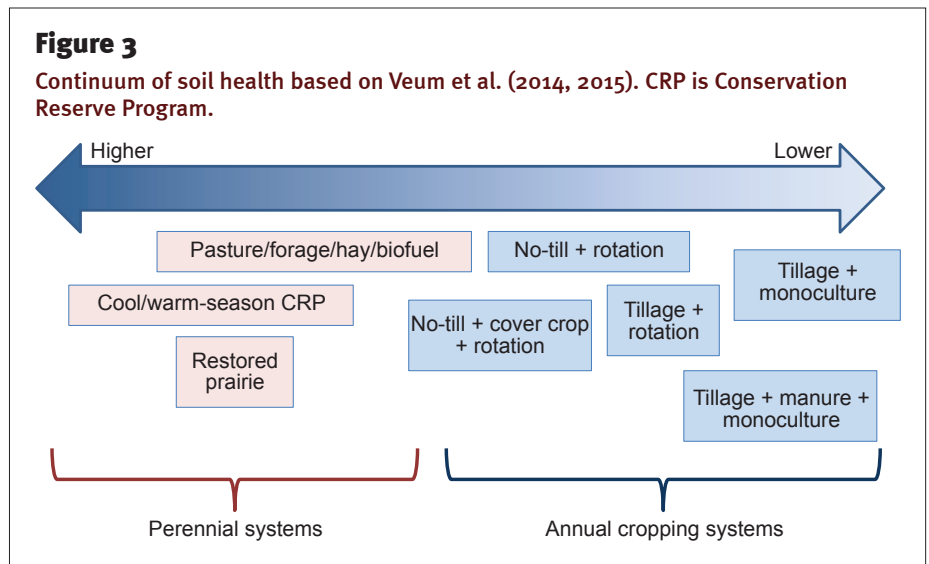 Figure 3
Continuum of soil health based on Veum et al. (2014, 2015). CRP is Conservation
Reserve Program.
Higher
Lower
Pasture/forage/hay/biofuel
No-till + rotation
Tillage +
monoculture
Cool/warm-season CRP
No-till + cover crop
+ rotation
Tillage +
rotation
Restored
prairie
Tillage + manure +
monoculture
Perennial systems
Annual cropping systems